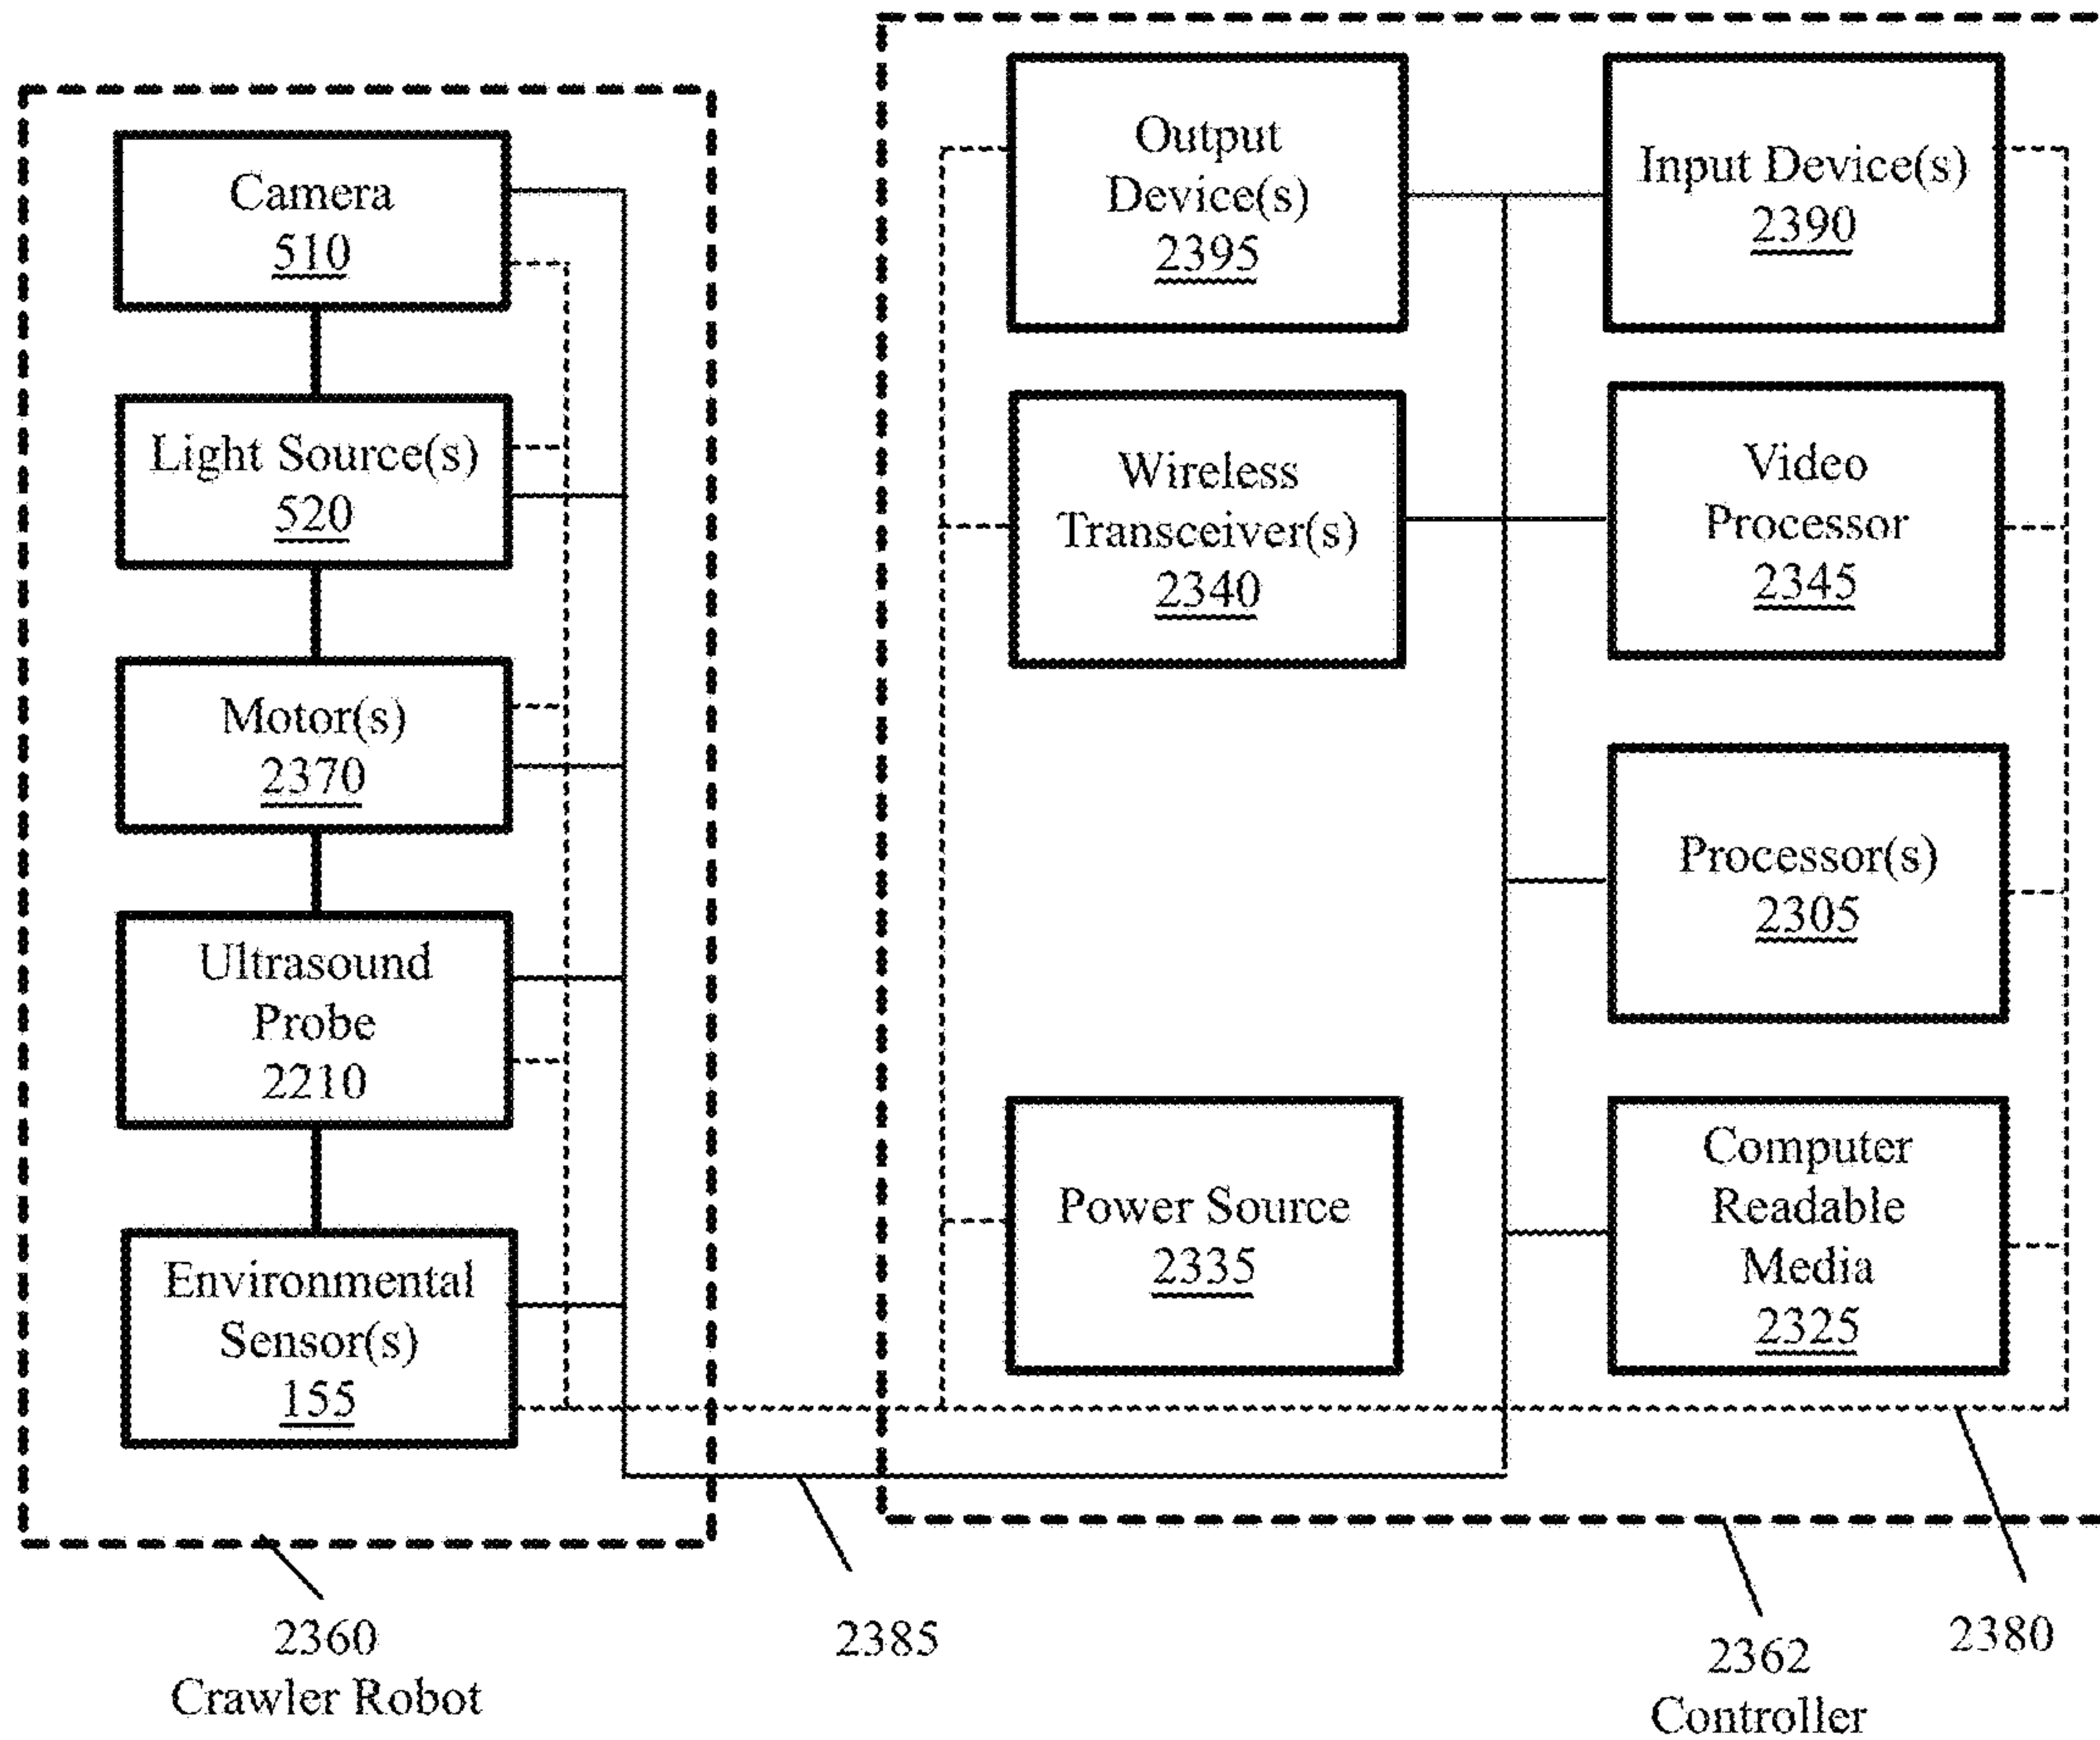 Camera
510
Light Source(s)
520
Motor(s)
2370
Ultrasound
Probe
2210
Environmental
Sensor(s)
155
2360
Crawler Robot
2385
Output
Device(s)
2395
Input Device(s)
2390
Wireless
Transceiver(s)
2340
Video
Processor
2345
Processor(s)
2305
Power Source
2335
Computer
Readable
Media
2325
2362
Controller
2380